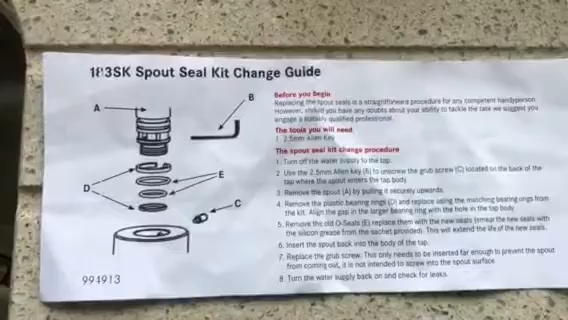 183SK Spout Seal Kit Change Guide
A
B
D
E
C
994913
Before you begin
Replacing the spout seals is a straightforward procedure for any competent handyperson.
However, should you have any doubts about your ability to tackle the task we suggest you
engage a suitably qualified professional.
The tools you will need
1. 2.5mm Allen Key
The spout seal kit change procedure
1. Turn off the water supply to the tap.
2. Use the 2.5mm Allen key (B) to unscrew the grub screw (C) located on the back of the
tap where the spout enters the tap body.
3. Remove the spout (A) by pulling it securely upwards.
4. Remove the plastic bearing rings (D) and replace using the matching bearing rings from
the kit. Align the gap in the larger bearing ring with the hole in the tap body.
5. Remove the old O-Seals (E) replace them with the new seals (smear the new seals with
the silicon grease from the sachet provided). This will extend the life of the new seals.
6. Insert the spout back into the body of the tap.
7. Replace the grub screw. This only needs to be inserted far enough to prevent the spout
from coming out, it is not intended to screw into the spout surface.
8. Turn the water supply back on and check for leaks.